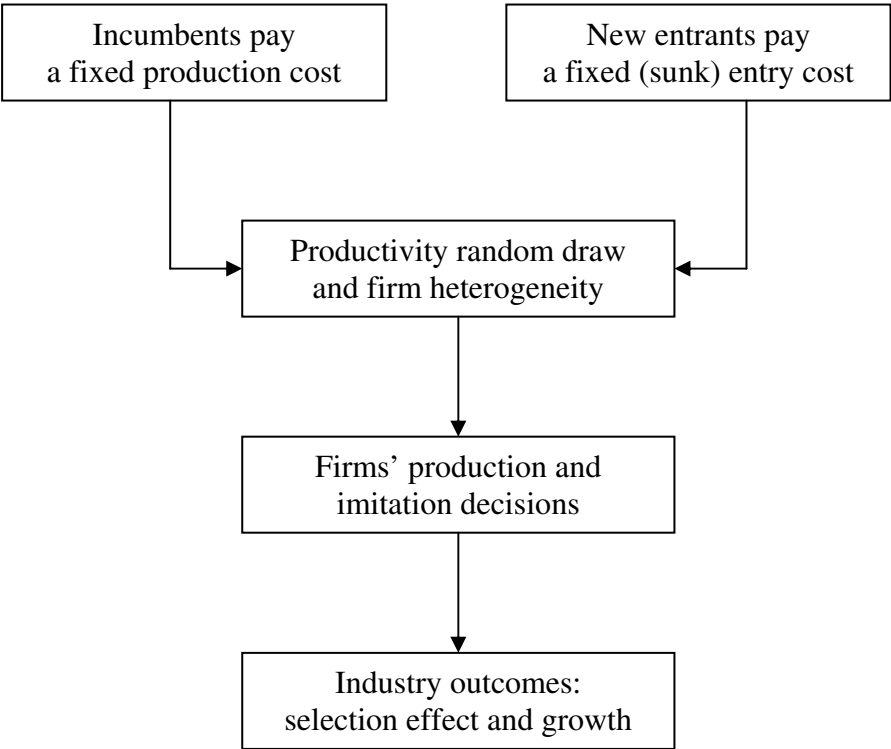 Incumbents pay
a fixed production cost
New entrants pay
a fixed (sunk) entry cost
Productivity random draw
and firm heterogeneity
Firms’ production and
imitation decisions
Industry outcomes:
selection effect and growth